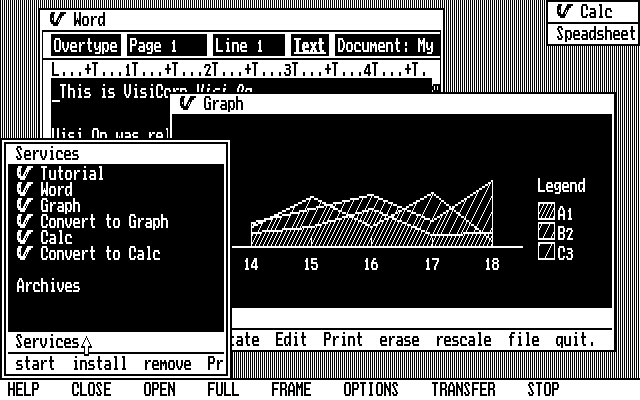 Word
Overtype Page 1 Line 1 Text Document: My
L...+T...1T...+T...2T...+T...3T...+T...4T...+T.
_This is VisiCorp Visi On
Visi On was rel
Calc
Speadsheet
Graph
14 15 16 17 18
Legend
A1
B2
C3
Edit Print erase rescale file quit.
Services
Tutorial
Word
Graph
Convert to Graph
Calc
Convert to Calc
Archives
Services
start install remove Pr
HELP CLOSE OPEN FULL FRAME OPTIONS TRANSFER STOP